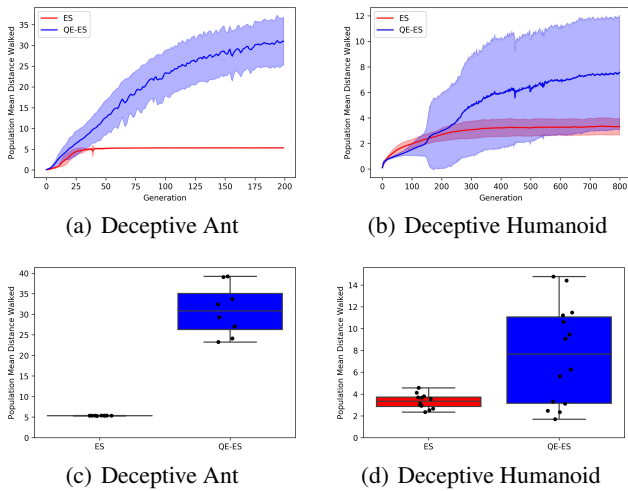 ES
QE-ES
Population Mean Distance Walked
35
30
25
20
15
10
5
0
0 25 50 75 100 125 150 175 200
Generation
(a) Deceptive Ant
ES
QE-ES
Population Mean Distance Walked
12
10
8
6
4
2
0
0 100 200 300 400 500 600 700 800
Generation
(b) Deceptive Humanoid
Population Mean Distance Walked
40
35
30
25
20
15
10
5
0
ES QE-ES
(c) Deceptive Ant
Population Mean Distance Walked
14
12
10
8
6
4
2
0
ES QE-ES
(d) Deceptive Humanoid